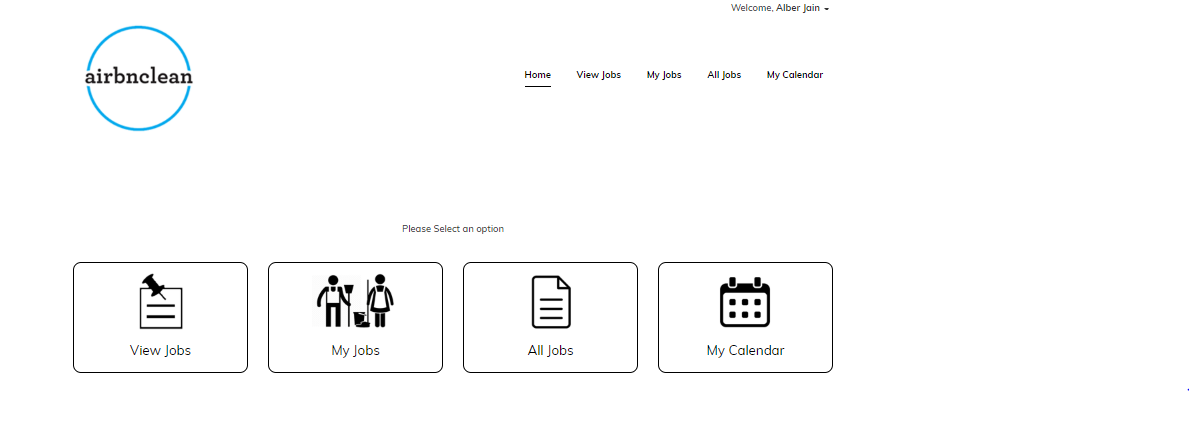 Welcome, Alber Jain
airbnclean
Home View Jobs My Jobs All Jobs My Calendar
Please Select an option
View Jobs My Jobs All Jobs My Calendar